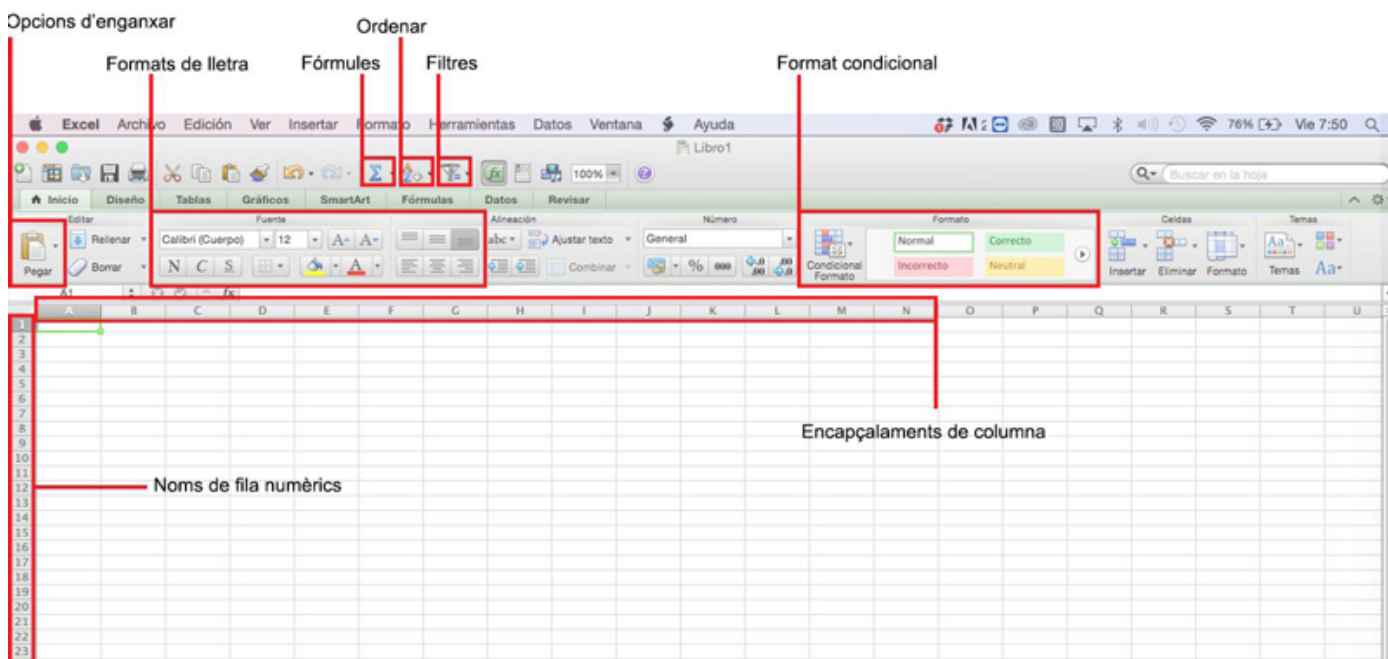 Opcions d'enganxar
Ordenar
Formats de lletra
Fórmules
Filtres
Format condicional
Excel Archivo Edición Ver Insertar Formato Herramientas Datos Ventana Ayuda
76% Vie 7:50
Libro1
100%
Buscar en la hoja
Inicio Diseño Tablas Gráficos SmartArt Fórmulas Datos Revisar
Editar Fuente Alineación Número Formato Celdas Temas
Rellenar Calibri (Cuerpo) 12 A A abc Ajustar texto General Normal Correcto
Pegar Borrar N C S A Combinar % 000 Condicional Formato Incorrecto Neutral Insertar Eliminar Formato Temas Aa
A1 fx
A B C D E F G H I J K L M N O P Q R S T U
1
2
3
4
5
6
7
8
Encapçalaments de columna
9
10
11
12
Noms de fila numèrics
13
14
15
16
17
18
19
20
21
22
23